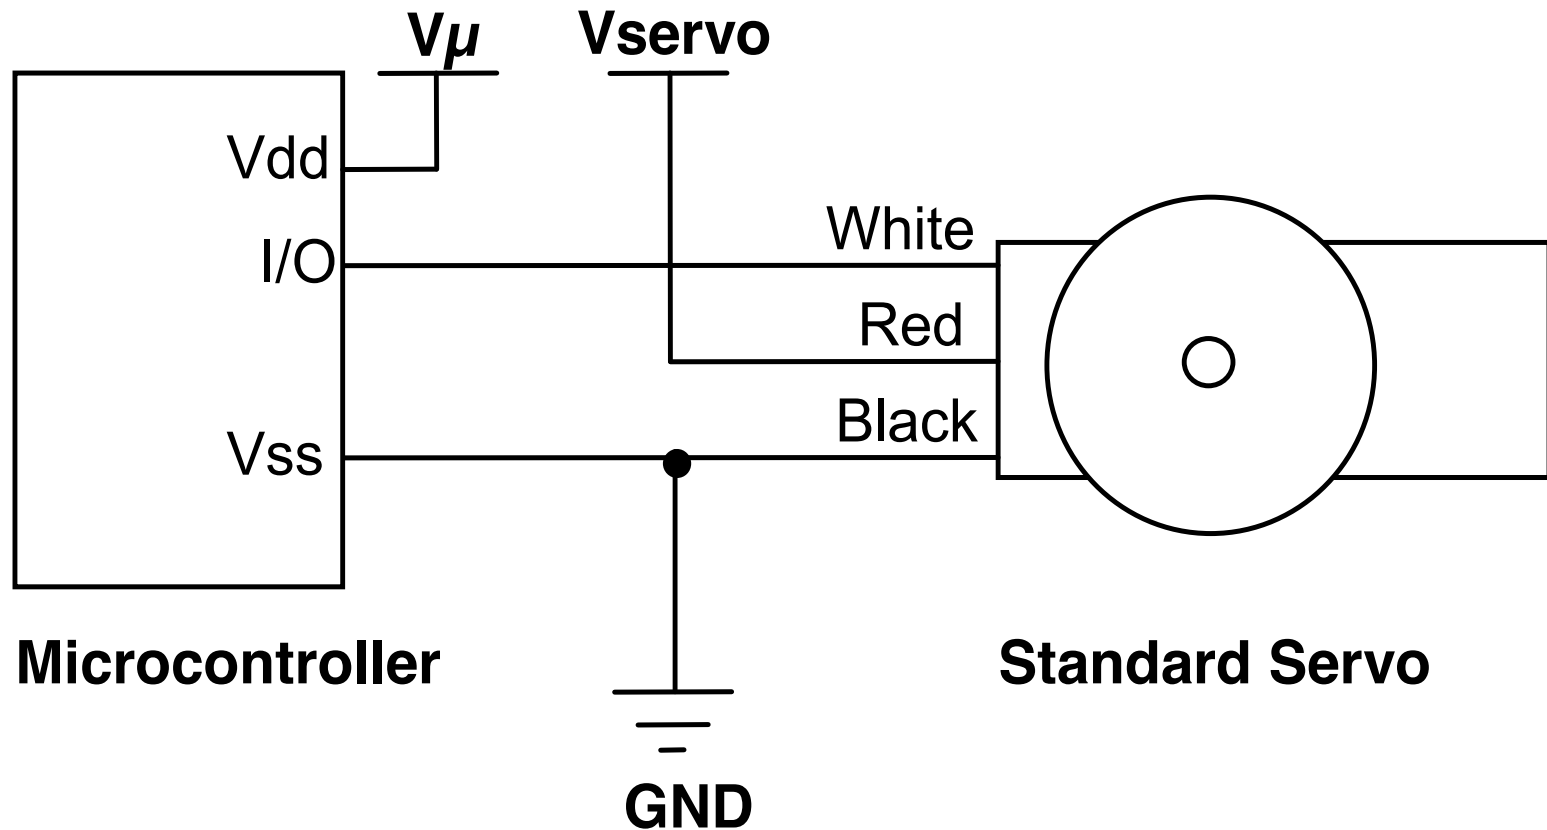 Vμ
Vservo
Vdd
White
I/O
Red
Black
Vss
Microcontroller
Standard Servo
GND